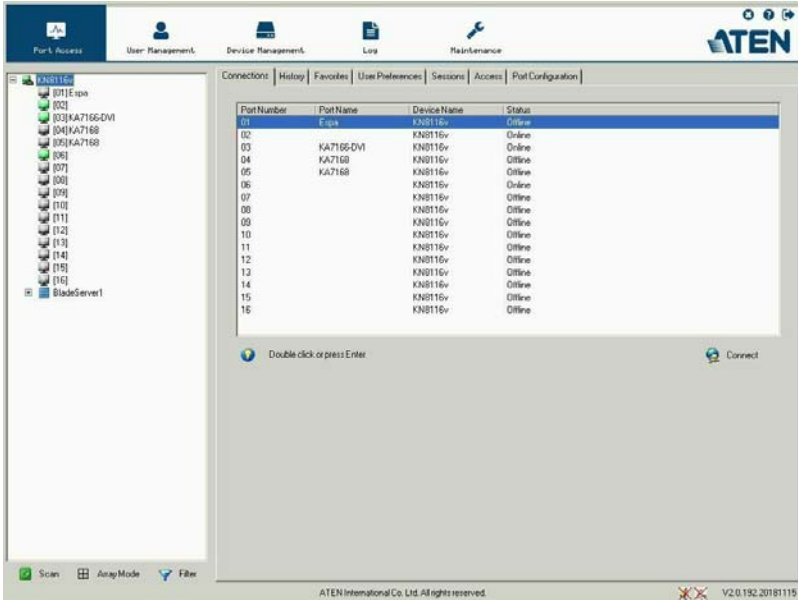 ATEN
Port Access
User Management
Device Management
Log
Maintenance
KN8116v
[01]Espa
[02]
[03]KA7166-DVI
[04]KA7168
[05]KA7168
[06]
[07]
[08]
[09]
[10]
[11]
[12]
[13]
[14]
[15]
[16]
BladeServer1
Connections History Favorites User Preferences Sessions Access Port Configuration
Port Number Port Name Device Name Status
01 Espa KN8116v Offline
02 KN8116v Online
03 KA7166-DVI KN8116v Online
04 KA7168 KN8116v Offline
05 KA7168 KN8116v Offline
06 KN8116v Online
07 KN8116v Offline
08 KN8116v Offline
09 KN8116v Offline
10 KN8116v Offline
11 KN8116v Offline
12 KN8116v Offline
13 KN8116v Offline
14 KN8116v Offline
15 KN8116v Offline
16 KN8116v Offline
Double click or press Enter
Connect
Scan Array Mode Filter
ATEN International Co. Ltd. All rights reserved.
V2.0.192.20181115